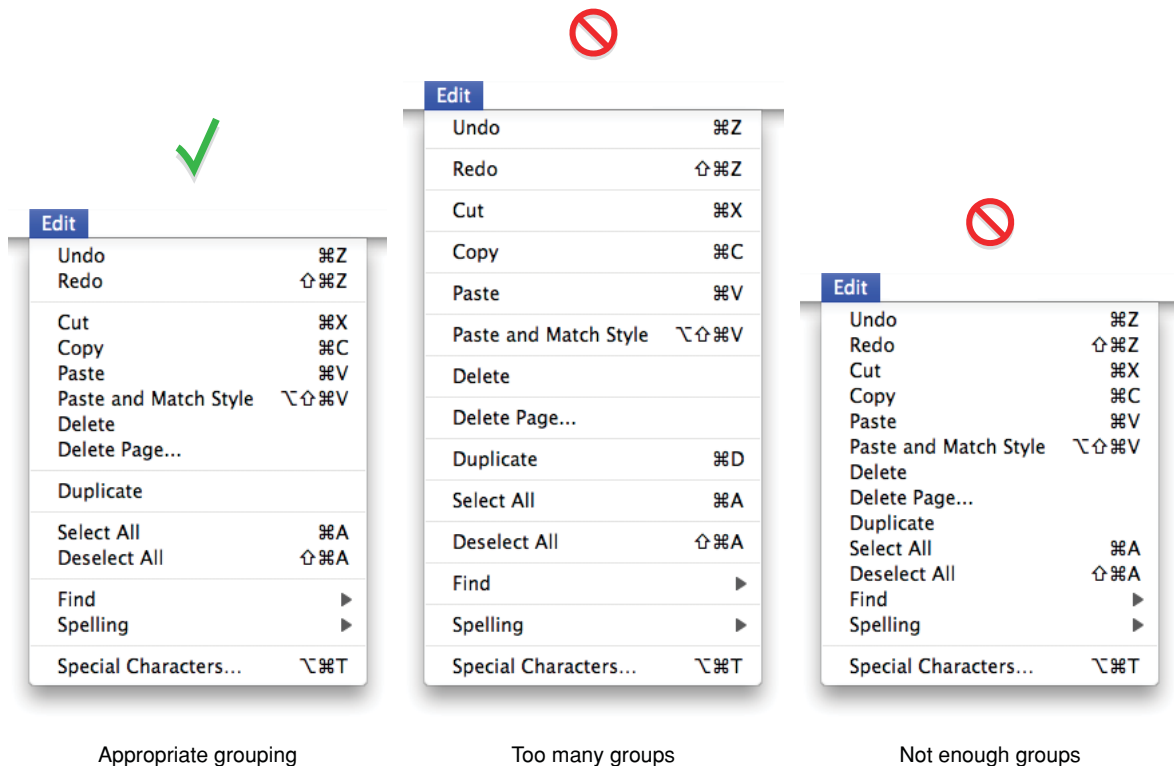 Edit
Undo ⌘Z
Redo ⇧⌘Z
Cut ⌘X
Copy ⌘C
Paste ⌘V
Paste and Match Style ⌥⇧⌘V
Delete
Delete Page...
Duplicate
Select All ⌘A
Deselect All ⇧⌘A
Find ▶
Spelling ▶
Special Characters... ⌥⌘T
Appropriate grouping
Edit
Undo ⌘Z
Redo ⇧⌘Z
Cut ⌘X
Copy ⌘C
Paste ⌘V
Paste and Match Style ⌥⇧⌘V
Delete
Delete Page...
Duplicate ⌘D
Select All ⌘A
Deselect All ⇧⌘A
Find ▶
Spelling ▶
Special Characters... ⌥⌘T
Too many groups
Edit
Undo ⌘Z
Redo ⇧⌘Z
Cut ⌘X
Copy ⌘C
Paste ⌘V
Paste and Match Style ⌥⇧⌘V
Delete
Delete Page...
Duplicate
Select All ⌘A
Deselect All ⇧⌘A
Find ▶
Spelling ▶
Special Characters... ⌥⌘T
Not enough groups